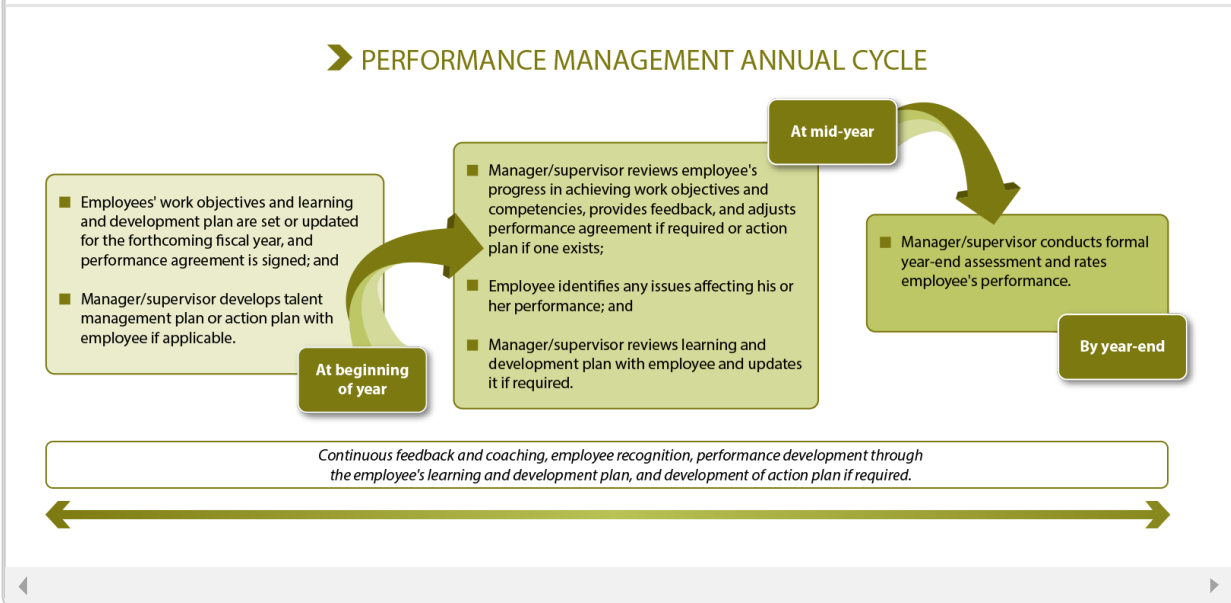 PERFORMANCE MANAGEMENT ANNUAL CYCLE
Employees' work objectives and learning
and development plan are set or updated
for the forthcoming fiscal year, and
performance agreement is signed; and
Manager/supervisor develops talent
management plan or action plan with
employee if applicable.
At beginning
of year
Manager/supervisor reviews employee's
progress in achieving work objectives and
competencies, provides feedback, and adjusts
performance agreement if required or action
plan if one exists;
Employee identifies any issues affecting his or
her performance; and
Manager/supervisor reviews learning and
development plan with employee and updates
it if required.
At mid-year
Manager/supervisor conducts formal
year-end assessment and rates
employee's performance.
By year-end
Continuous feedback and coaching, employee recognition, performance development through
the employee's learning and development plan, and development of action plan if required.